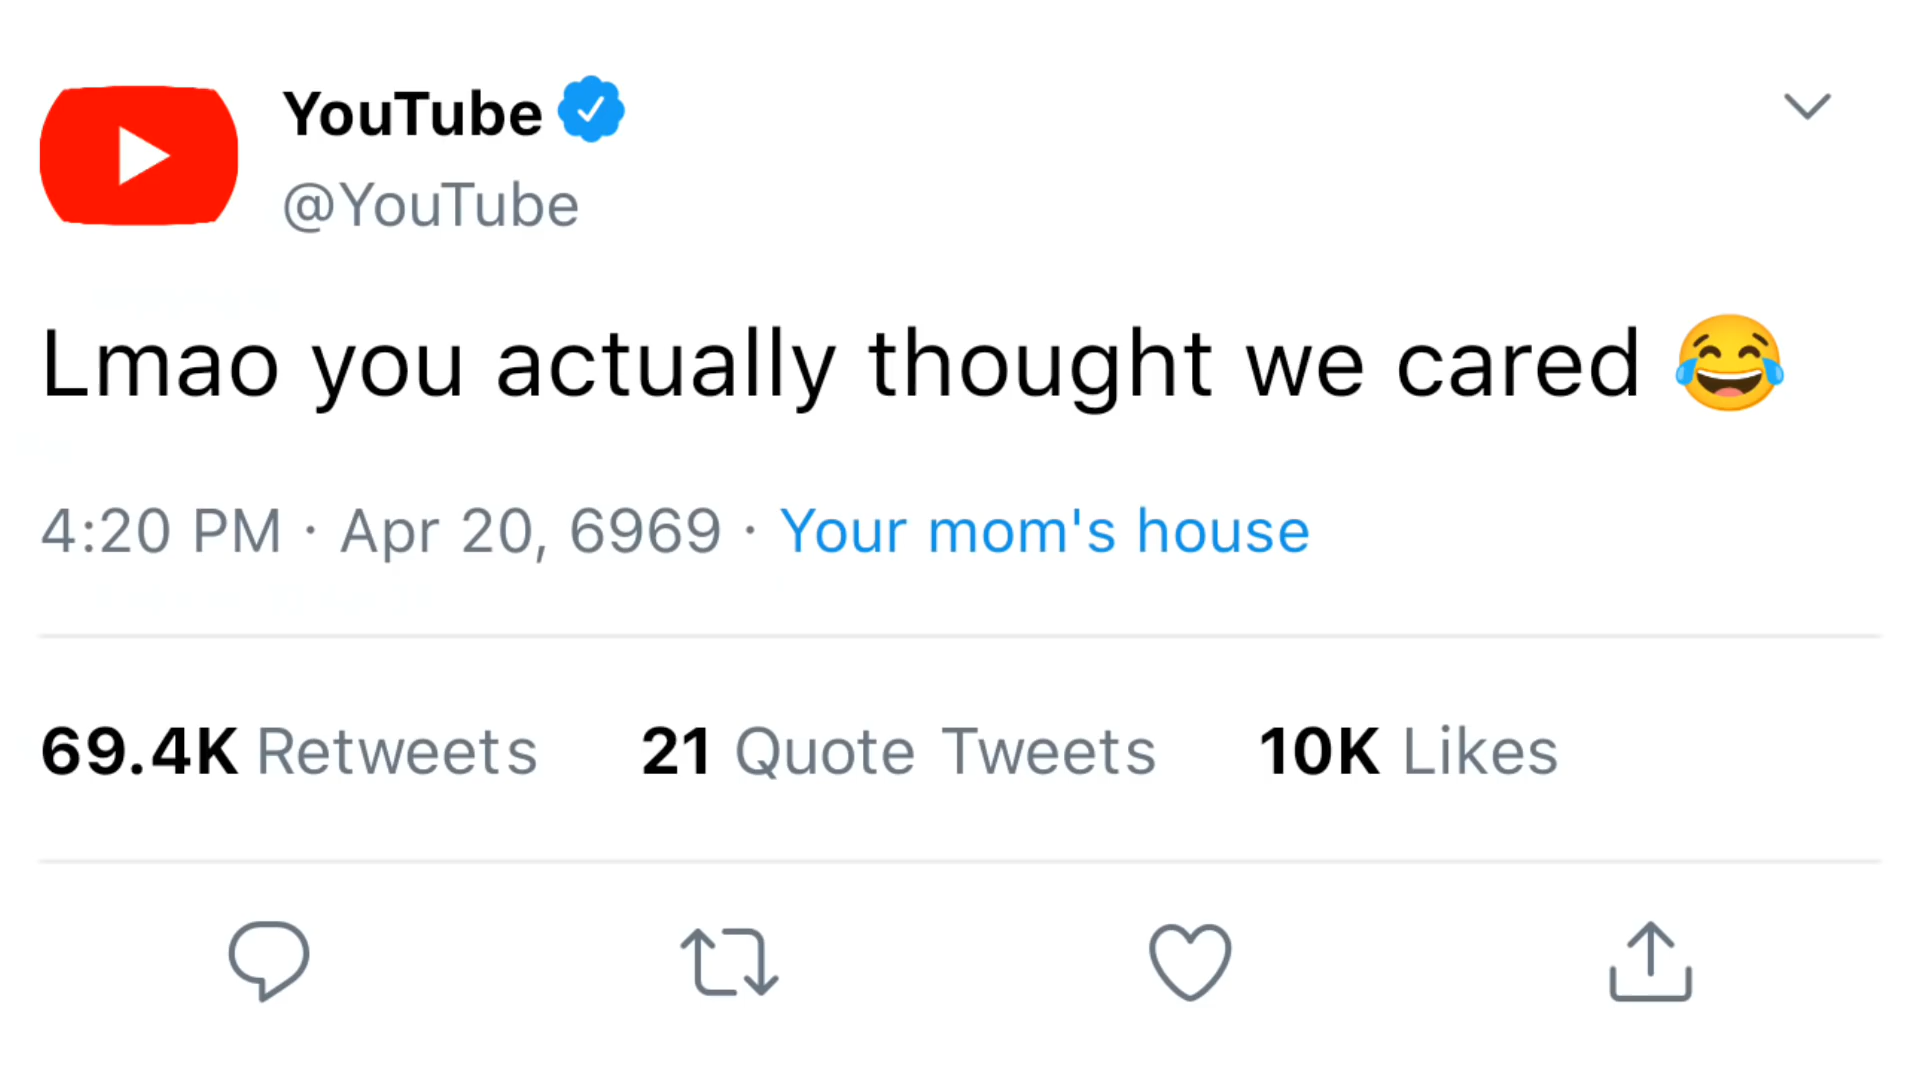 YouTube
@YouTube
Lmao you actually thought we cared 😂
4:20 PM · Apr 20, 6969 · Your mom's house
69.4K Retweets 21 Quote Tweets 10K Likes